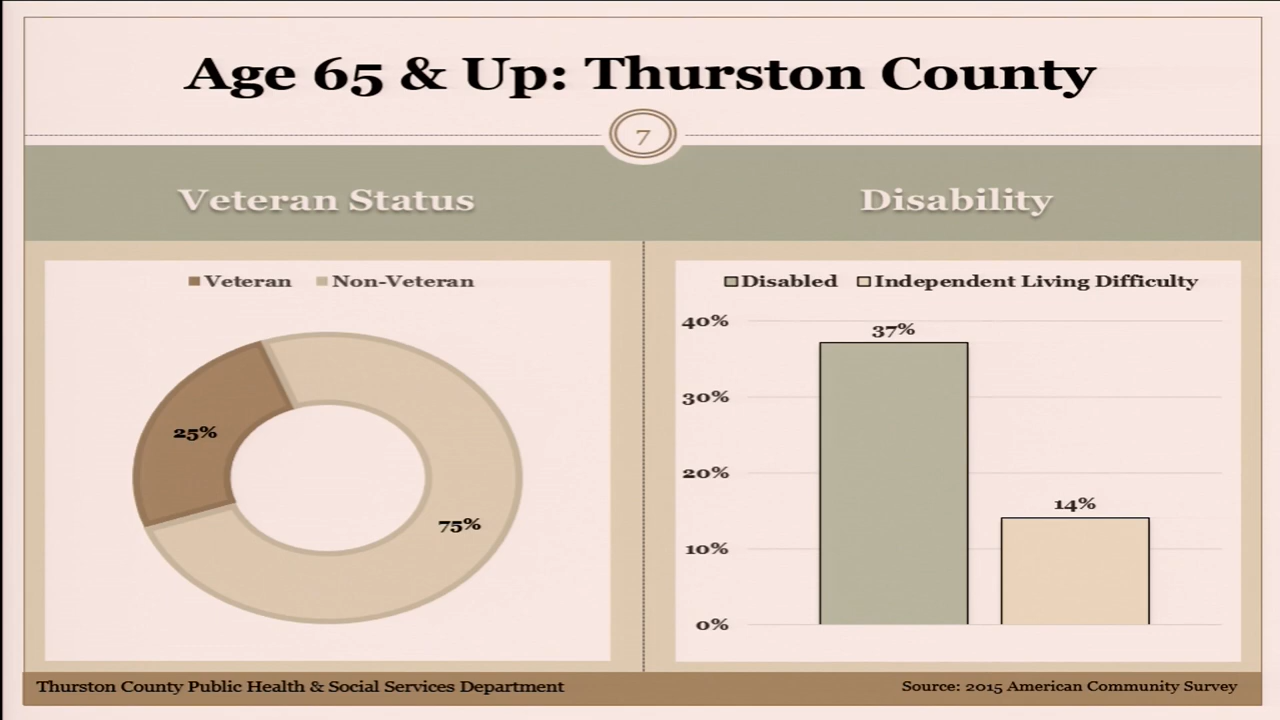 Age 65 & Up: Thurston County
7
Veteran Status
Disability
Veteran Non-Veteran
25%
75%
Disabled Independent Living Difficulty
40%
37%
30%
20%
14%
10%
0%
Thurston County Public Health & Social Services Department
Source: 2015 American Community Survey